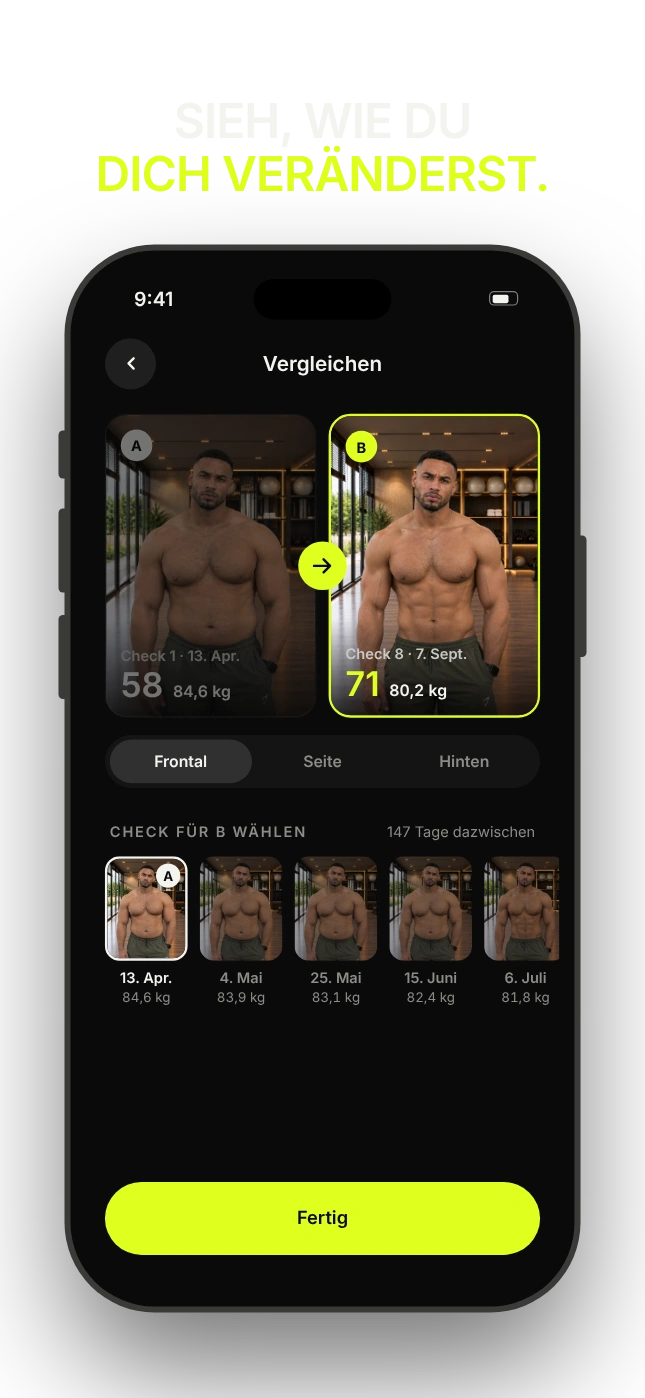 SIEH, WIE DU
DICH VERÄNDERST.
9:41
Vergleichen
A
B
Check 1 · 13. Apr.
58 84,6 kg
Check 8 · 7. Sept.
71 80,2 kg
Frontal
Seite
Hinten
CHECK FÜR B WÄHLEN
147 Tage dazwischen
A
13. Apr.
84,6 kg
4. Mai
83,9 kg
25. Mai
83,1 kg
15. Juni
82,4 kg
6. Juli
81,8 kg
Fertig